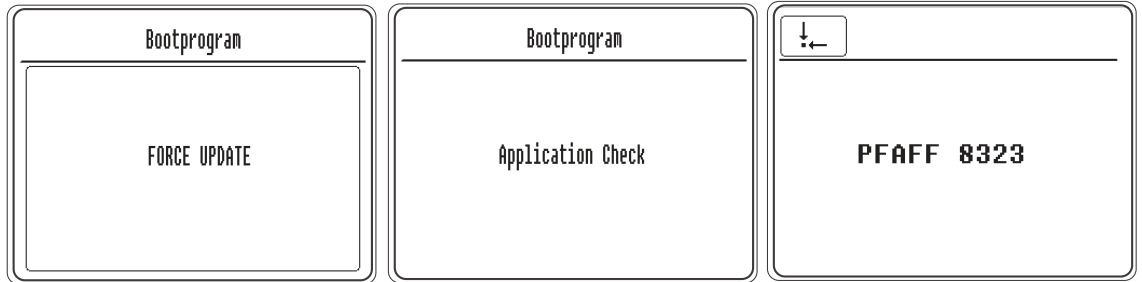 Bootprogram
FORCE UPDATE
Bootprogram
Application Check
PFAFF 8323